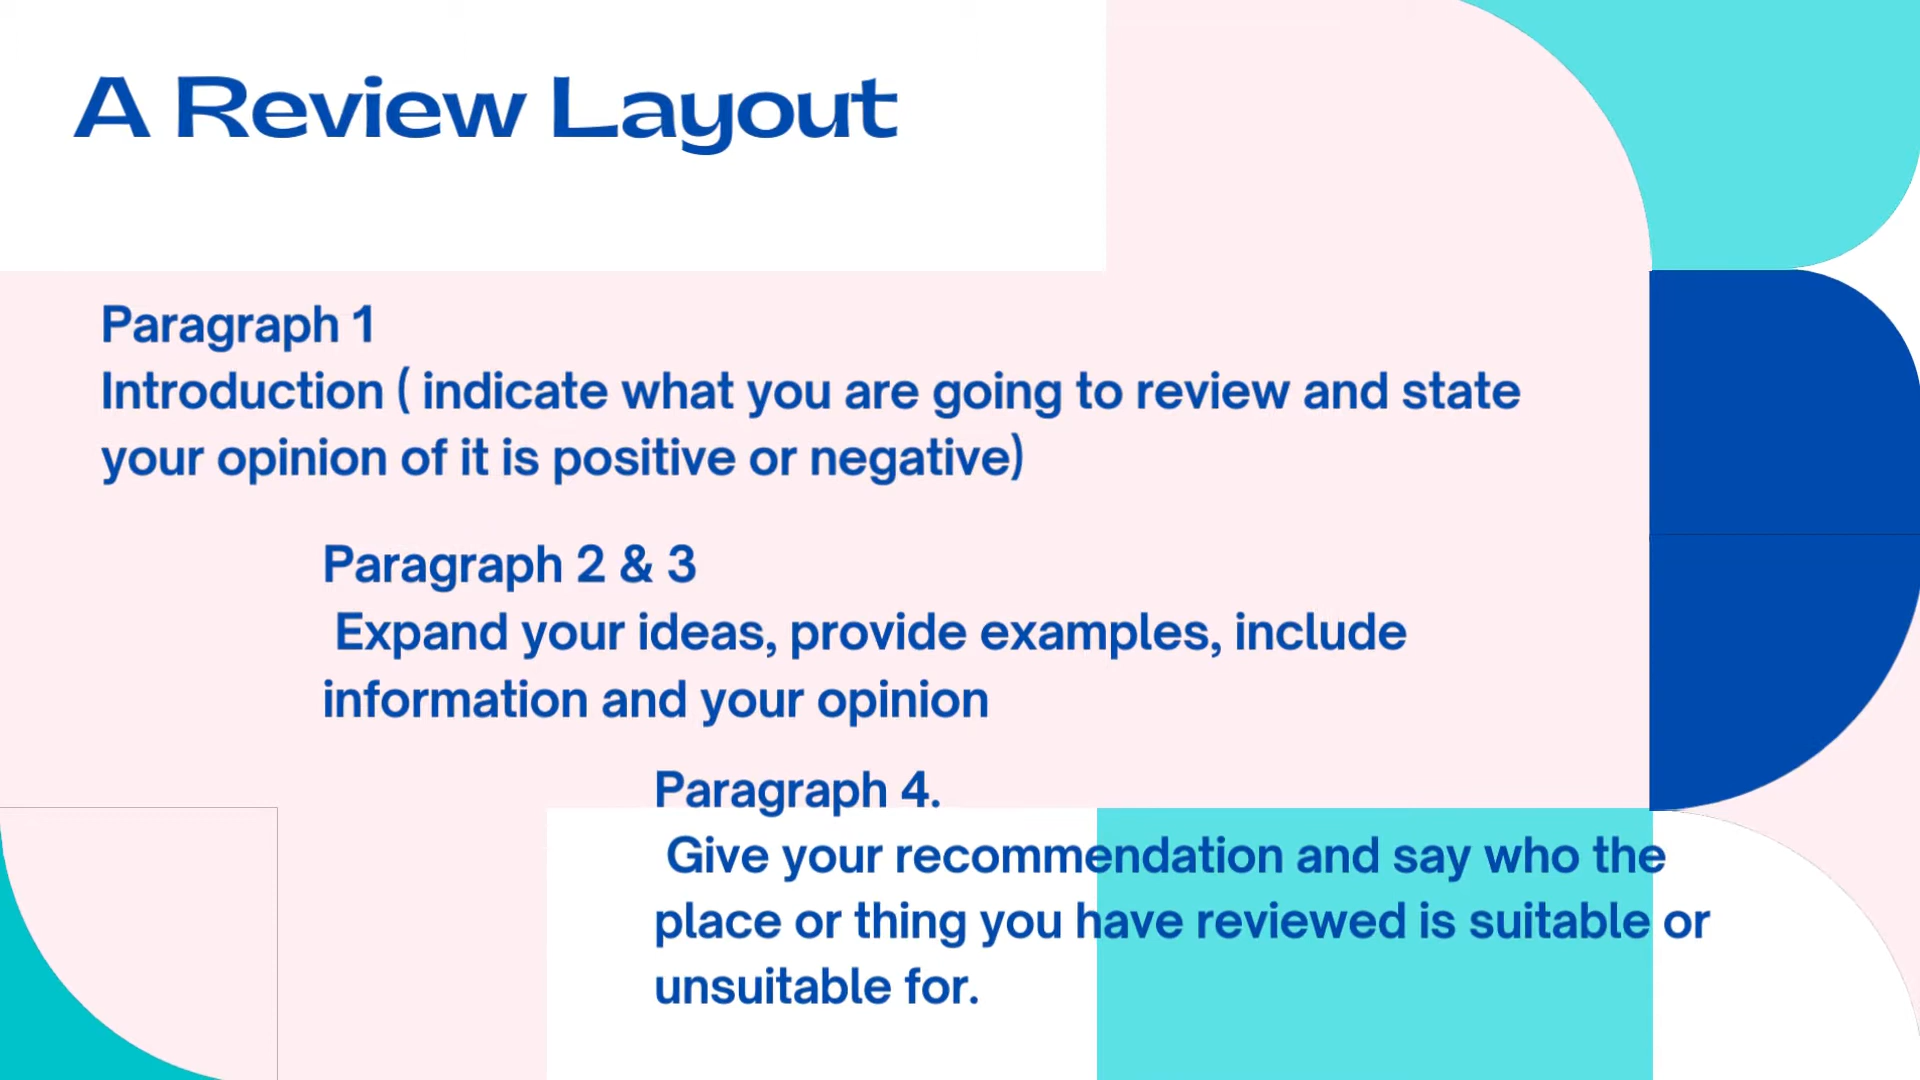 A Review Layout
Paragraph 1
Introduction ( indicate what you are going to review and state
your opinion of it is positive or negative)
Paragraph 2 & 3
Expand your ideas, provide examples, include
information and your opinion
Paragraph 4.
Give your recommendation and say who the
place or thing you have reviewed is suitable or
unsuitable for.